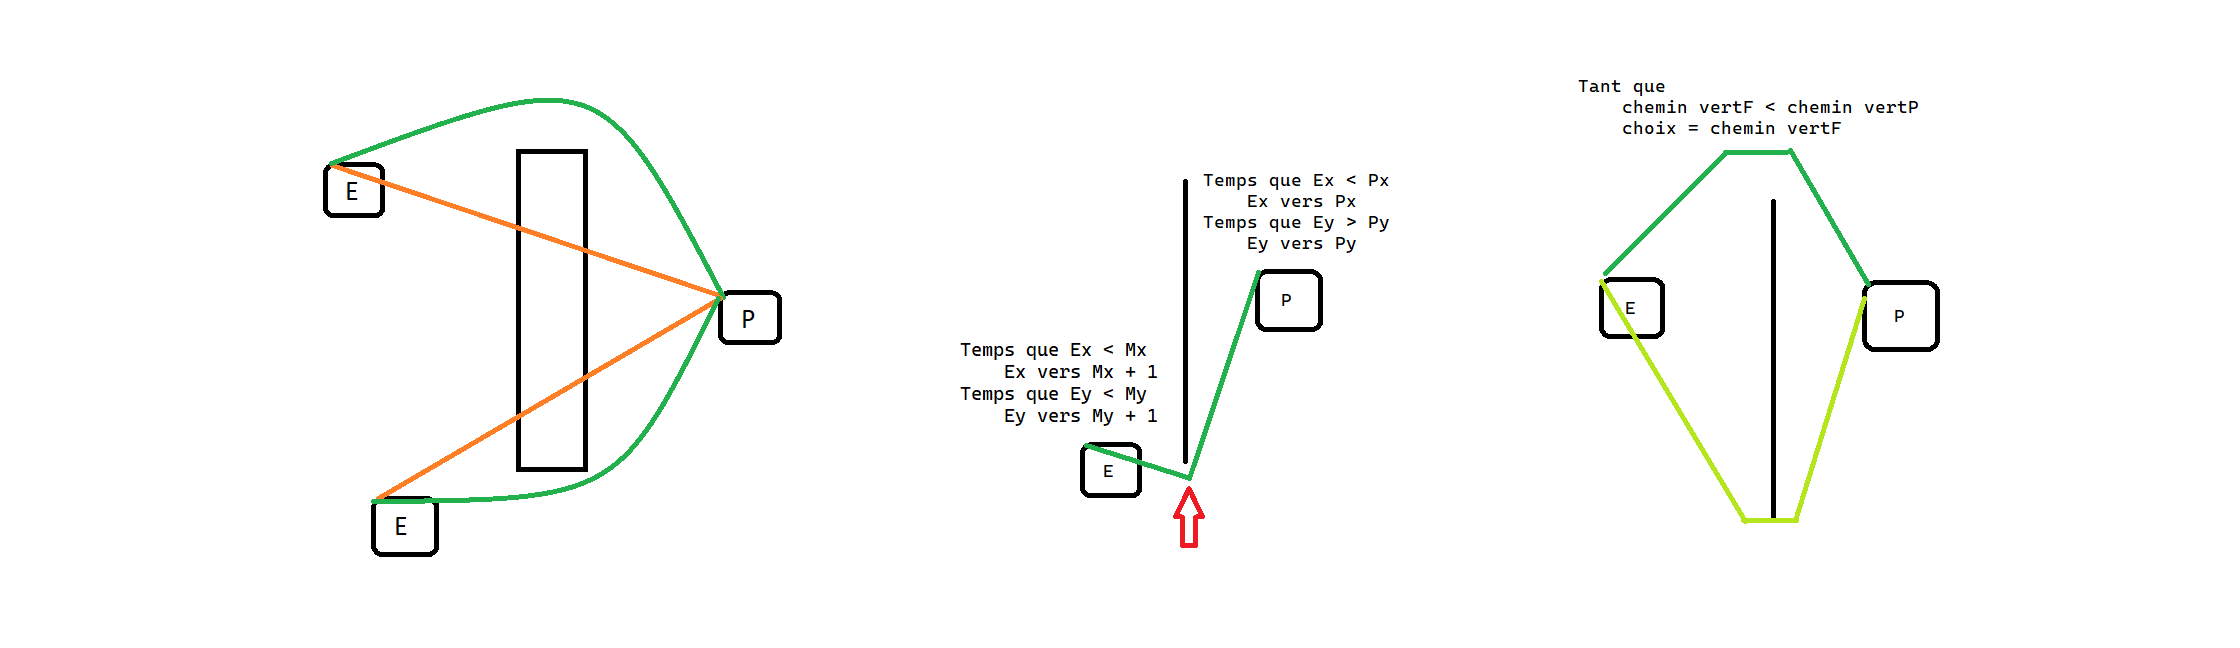 E
P
E
Temps que Ex < Px
Ex vers Px
Temps que Ey > Py
Ey vers Py
P
Temps que Ex < Mx
Ex vers Mx + 1
Temps que Ey < My
Ey vers My + 1
E
Tant que
chemin vertF < chemin vertP
choix = chemin vertF
E
P